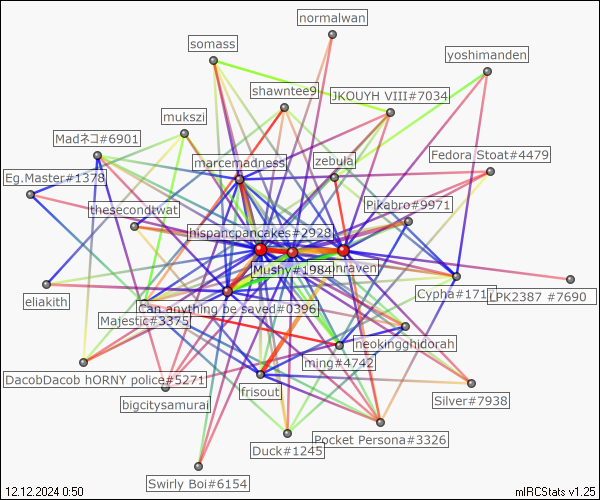 normalwan
somass
yoshimanden
shawntee9
JKOUYH VIII#7034
mukszi
Madネコ#6901
marcemadness
zebula
Fedora Stoat#4479
Eg.Master#1378
thesecondtwat
Pikabro#9971
hispanicpancakes#2928
Mushy#1984
nraveni
Cypha#171
LPK2387 #7690
eliakith
Can anything be saved#0396
Majestic#3375
neokingghidorah
ming#4742
DacobDacob hORNY police#5271
frisout
Silver#7938
bigcitysamurai
Pocket Persona#3326
Duck#1245
Swirly Boi#6154
12.12.2024 0:50
mIRCStats v1.25